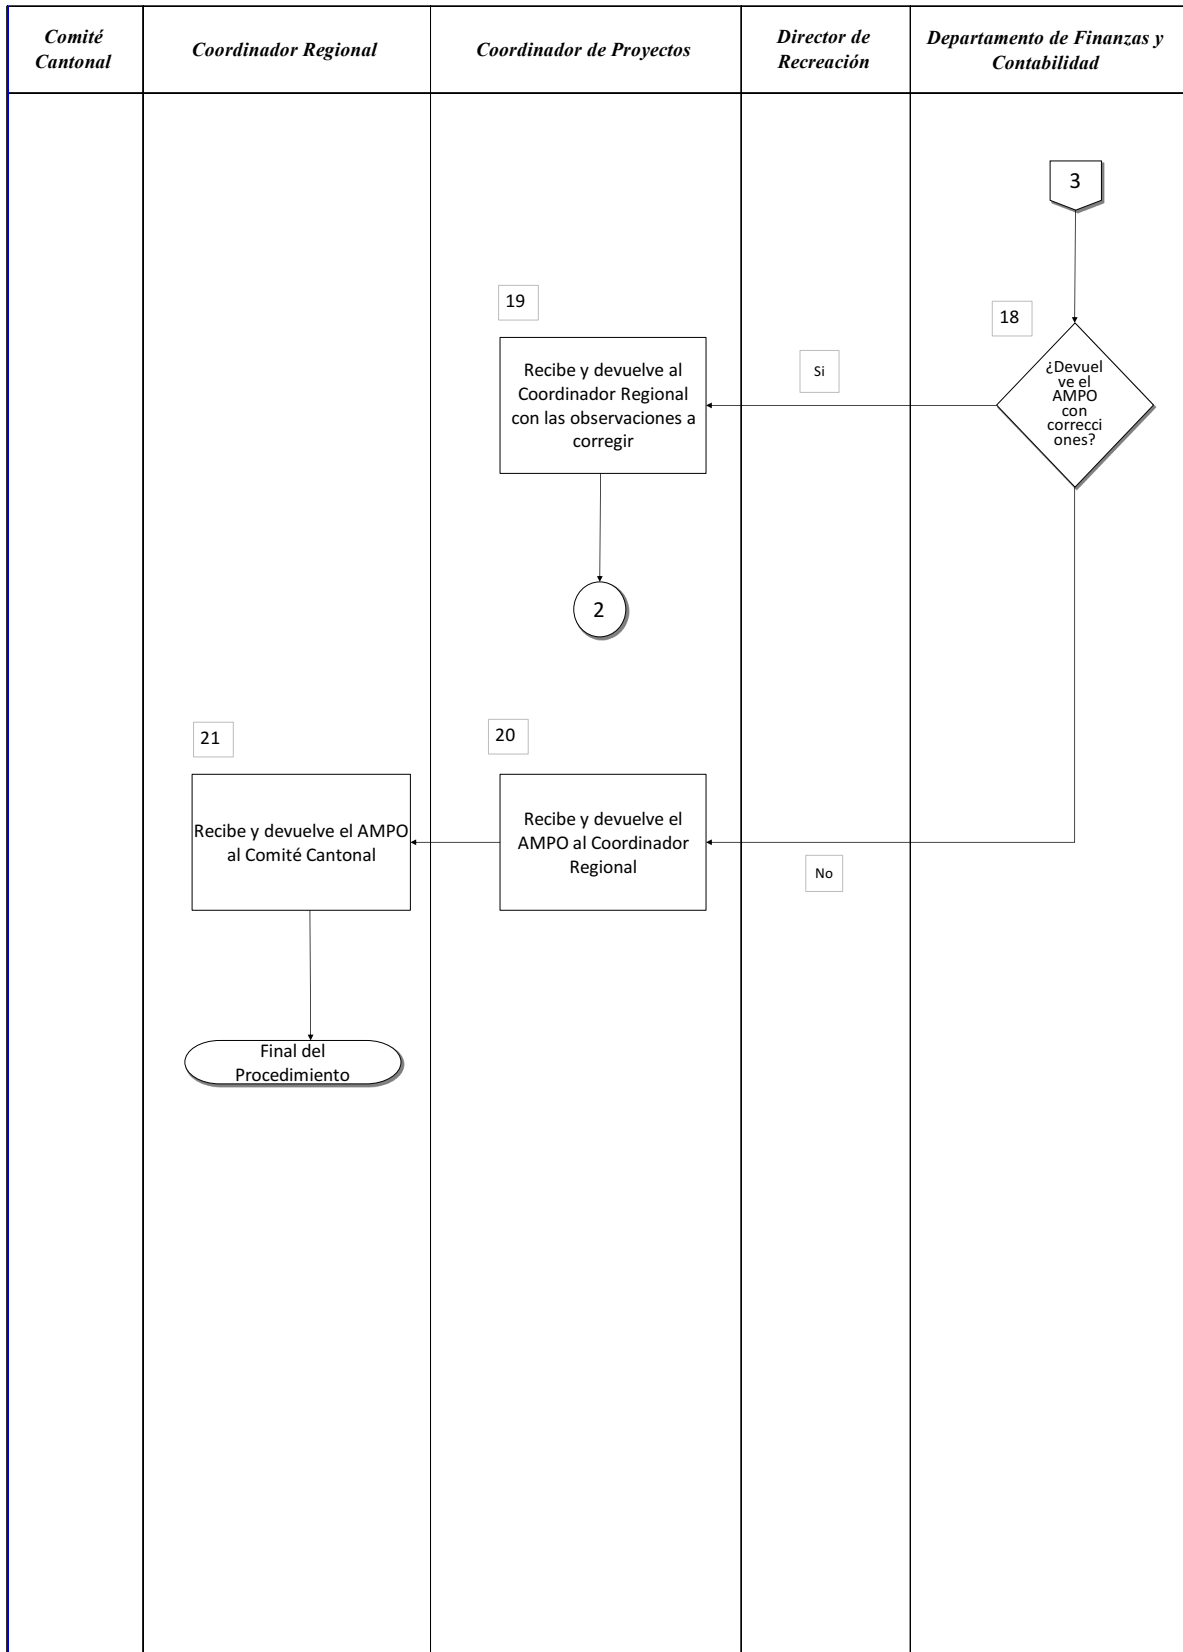 Comité
Cantonal
Coordinador Regional
Coordinador de Proyectos
Director de
Recreación
Departamento de Finanzas y
Contabilidad
3
19
18
Recibe y devuelve al
Coordinador Regional
con las observaciones a
corregir
Si
¿Devuel
ve el
AMPO
con
correcci
ones?
2
21
20
Recibe y devuelve el AMPO
al Comité Cantonal
Recibe y devuelve el
AMPO al Coordinador
Regional
No
Final del
Procedimiento